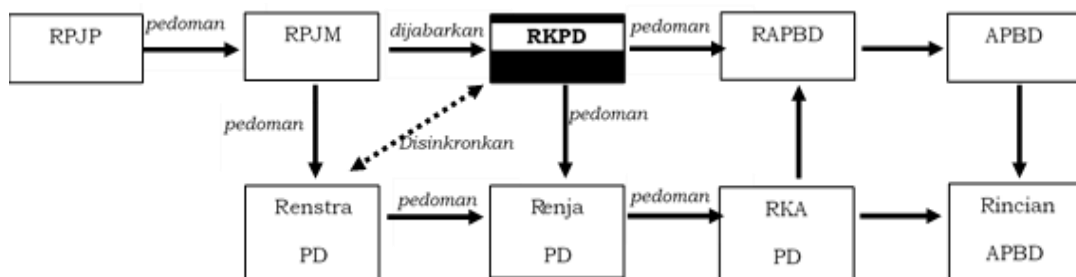 RPJP
pedoman
RPJM
dijabarkan
RKPD
pedoman
RAPBD
APBD
pedoman
Disinkronkan
pedoman
Renstra
PD
pedoman
Renja
PD
pedoman
RKA
PD
Rincian
APBD